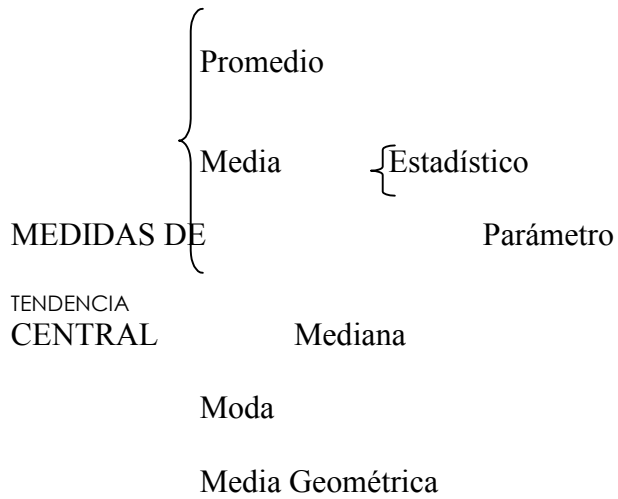 Promedio
Media Estadístico
MEDIDAS DE Parámetro
TENDENCIA
CENTRAL Mediana
Moda
Media Geométrica